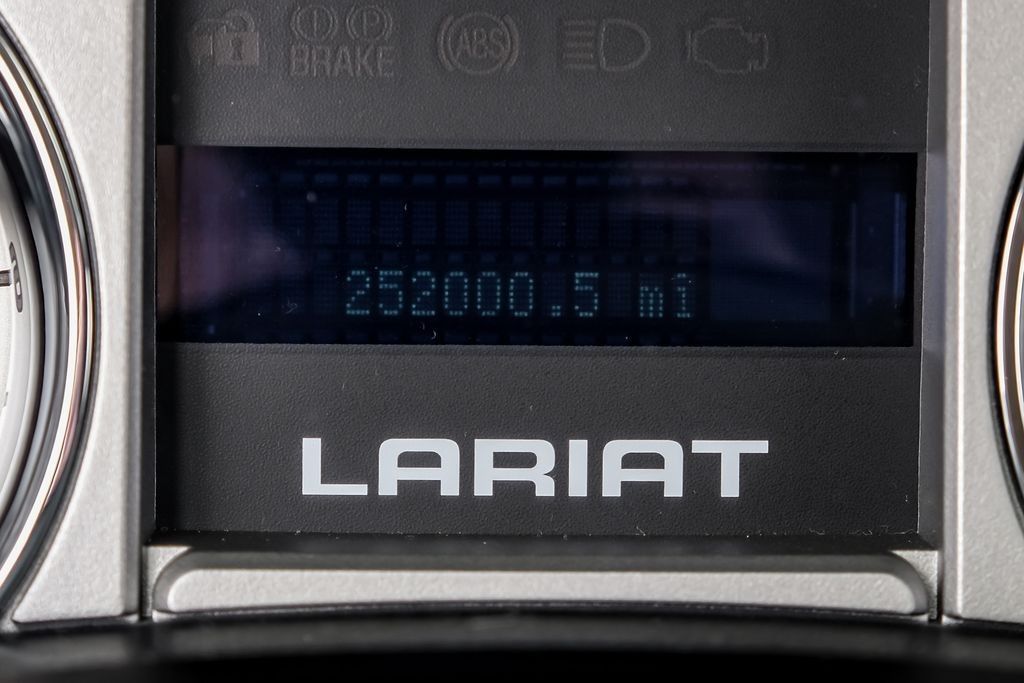 P
BRAKE
ABS
252000.5 mi
LARIAT